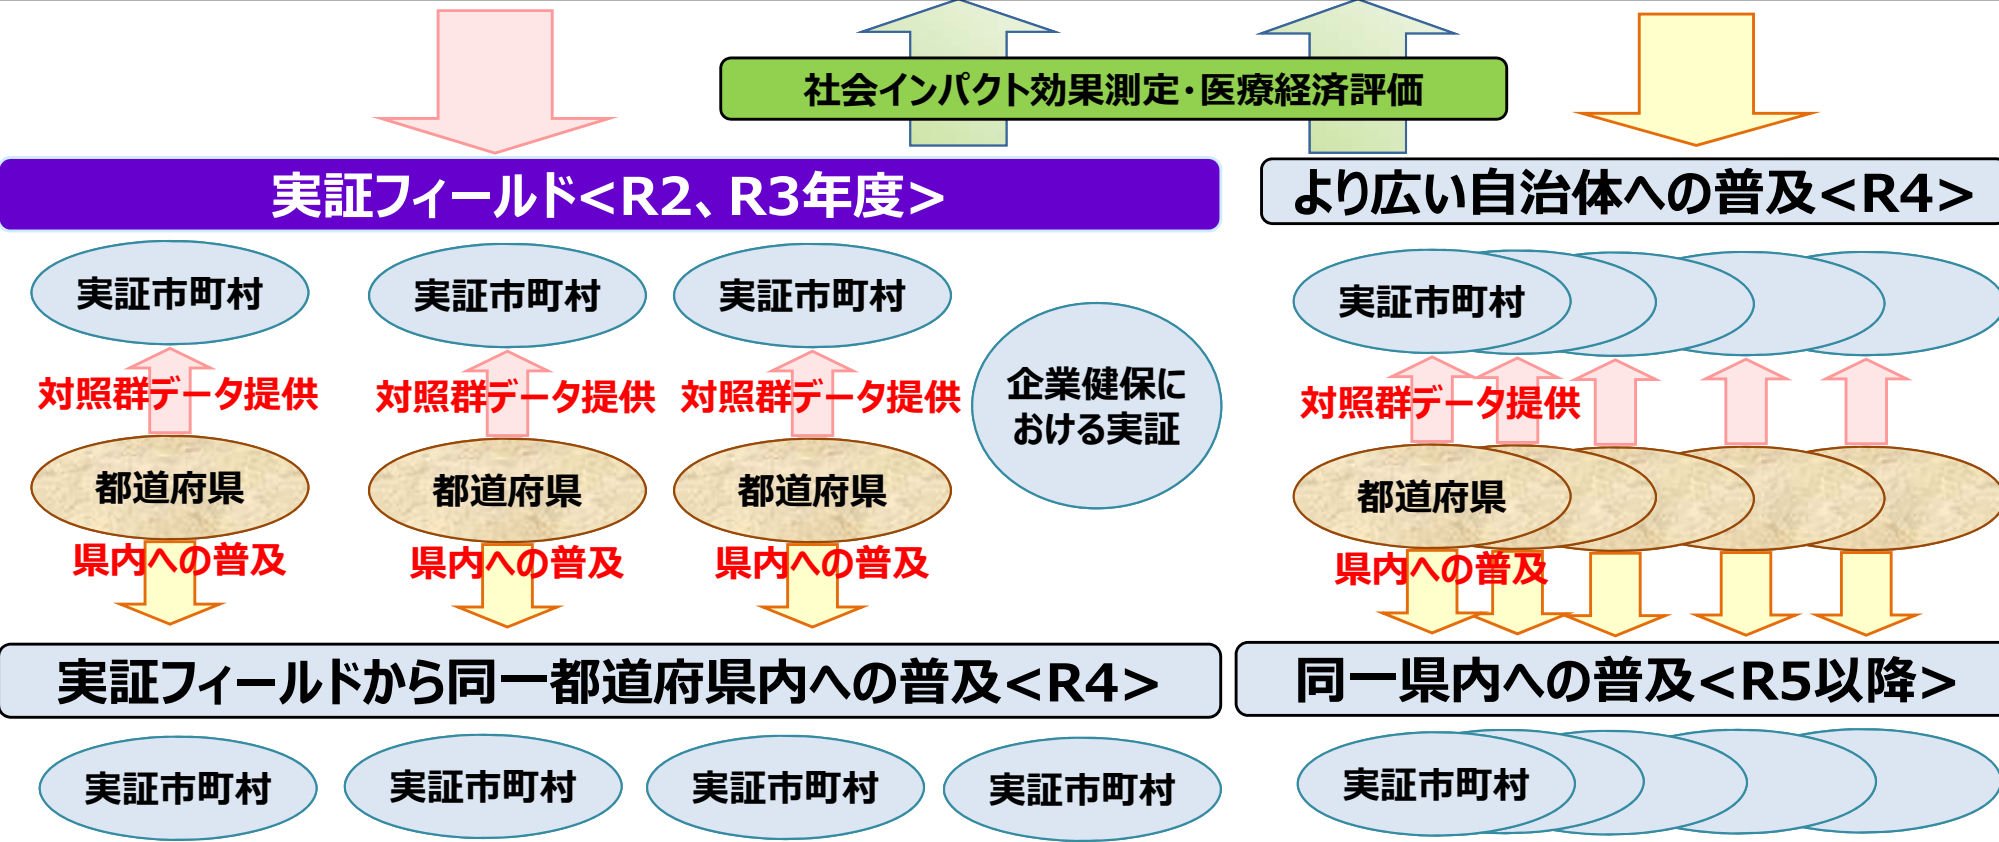 社会インパクト効果測定・医療経済評価
実証フィールド<R2、R3年度>
より広い自治体への普及<R4>
実証市町村
実証市町村
実証市町村
実証市町村
対照群データ提供
対照群データ提供
対照群データ提供
企業健保に
おける実証
対照群データ提供
都道府県
都道府県
都道府県
都道府県
県内への普及
県内への普及
県内への普及
県内への普及
実証フィールドから同一都道府県内への普及<R4>
同一県内への普及<R5以降>
実証市町村
実証市町村
実証市町村
実証市町村
実証市町村